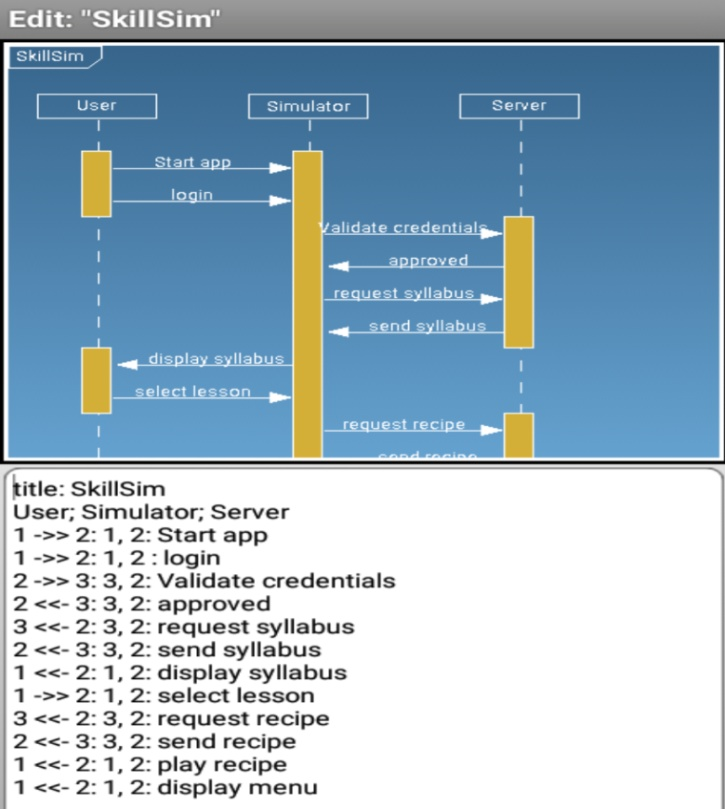 Edit: "SkillSim"
SkillSim
User
Simulator
Server
Start app
login
Validate credentials
approved
request syllabus
send syllabus
display syllabus
select lesson
request recipe
send recipe
title: SkillSim
User; Simulator; Server
1 ->> 2: 1, 2: Start app
1 ->> 2: 1, 2 : login
2 ->> 3: 3, 2: Validate credentials
2 <<- 3: 3, 2: approved
3 <<- 2: 3, 2: request syllabus
2 <<- 3: 3, 2: send syllabus
1 <<- 2: 1, 2: display syllabus
1 ->> 2: 1, 2: select lesson
3 <<- 2: 3, 2: request recipe
2 <<- 3: 3, 2: send recipe
1 <<- 2: 1, 2: play recipe
1 <<- 2: 1, 2: display menu